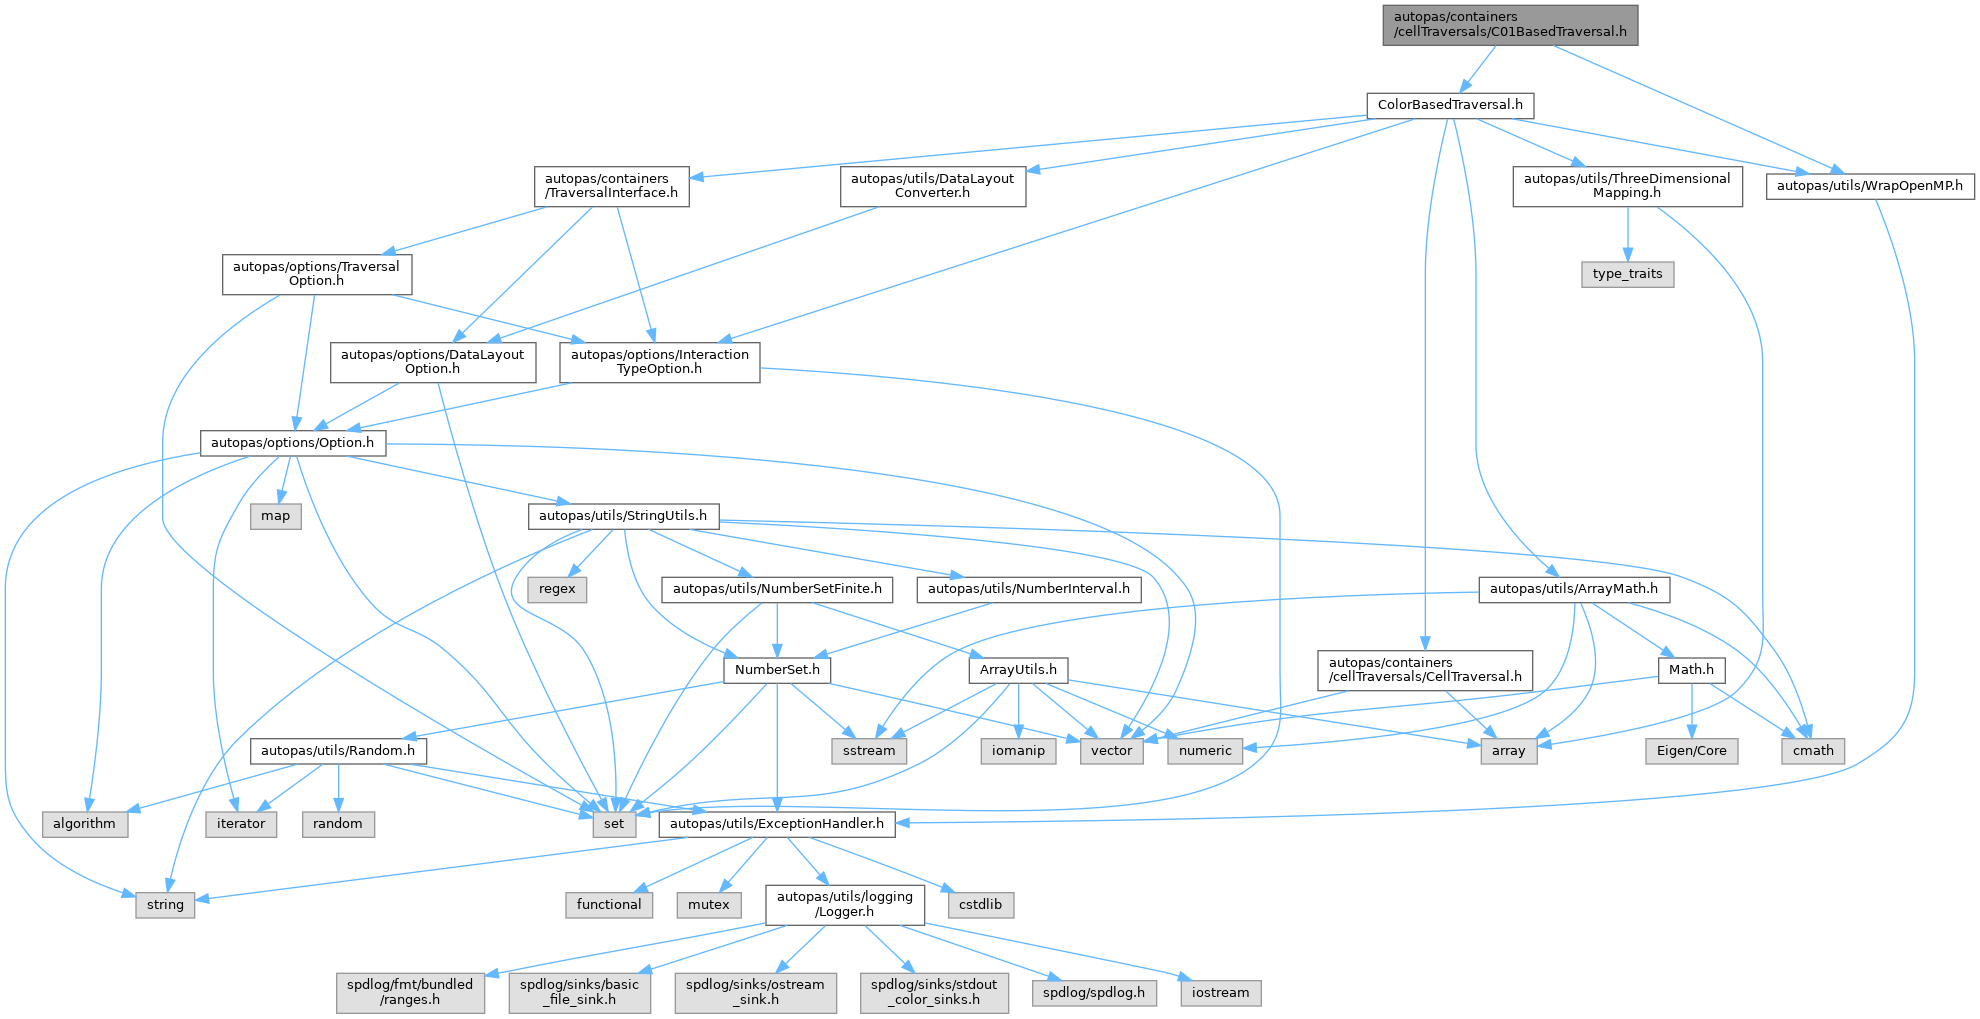 autopas/containers
/cellTraversals/C01BasedTraversal.h
ColorBasedTraversal.h
autopas/containers
/TraversalInterface.h
autopas/utils/DataLayout
Converter.h
autopas/utils/ThreeDimensional
Mapping.h
autopas/utils/WrapOpenMP.h
autopas/options/Traversal
Option.h
type_traits
autopas/options/DataLayout
Option.h
autopas/options/Interaction
TypeOption.h
autopas/options/Option.h
map
autopas/utils/StringUtils.h
regex
autopas/utils/NumberSetFinite.h
autopas/utils/NumberInterval.h
autopas/utils/ArrayMath.h
NumberSet.h
ArrayUtils.h
autopas/containers
/cellTraversals/CellTraversal.h
Math.h
autopas/utils/Random.h
sstream
iomanip
vector
numeric
array
Eigen/Core
cmath
algorithm
iterator
random
set
autopas/utils/ExceptionHandler.h
string
functional
mutex
autopas/utils/logging
/Logger.h
cstdlib
spdlog/fmt/bundled
/ranges.h
spdlog/sinks/basic
_file_sink.h
spdlog/sinks/ostream
_sink.h
spdlog/sinks/stdout
_color_sinks.h
spdlog/spdlog.h
iostream